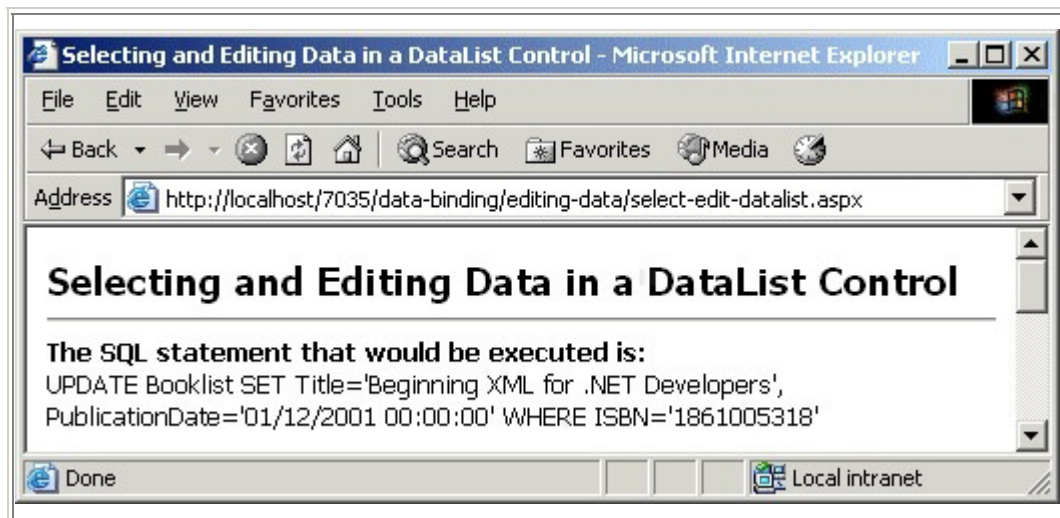 Selecting and Editing Data in a DataList Control - Microsoft Internet Explorer
File Edit View Favorites Tools Help
Back Search Favorites Media
Address http://localhost/7035/data-binding/editing-data/select-edit-datalist.aspx
Selecting and Editing Data in a DataList Control
The SQL statement that would be executed is:
UPDATE Booklist SET Title='Beginning XML for .NET Developers',
PublicationDate='01/12/2001 00:00:00' WHERE ISBN='1861005318'
Done Local intranet